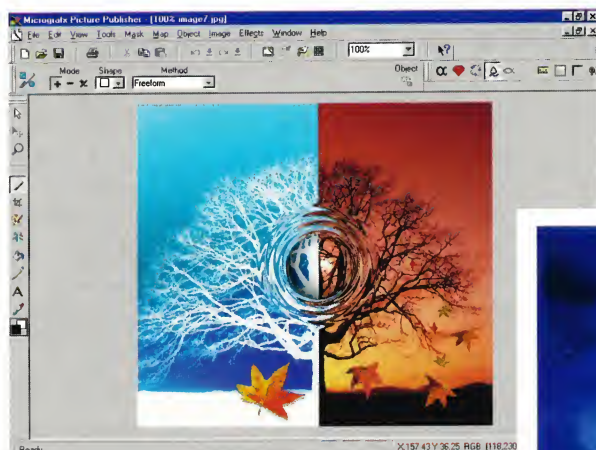 Micrografx Picture Publisher - [100% image7.jpg]
File Edit View Tools Mask Map Object Image Effects Window Help
100%
Mode Shape Method
Object
Freeform
A
Ready
X:157 43 Y:36.25 RGB (118,230